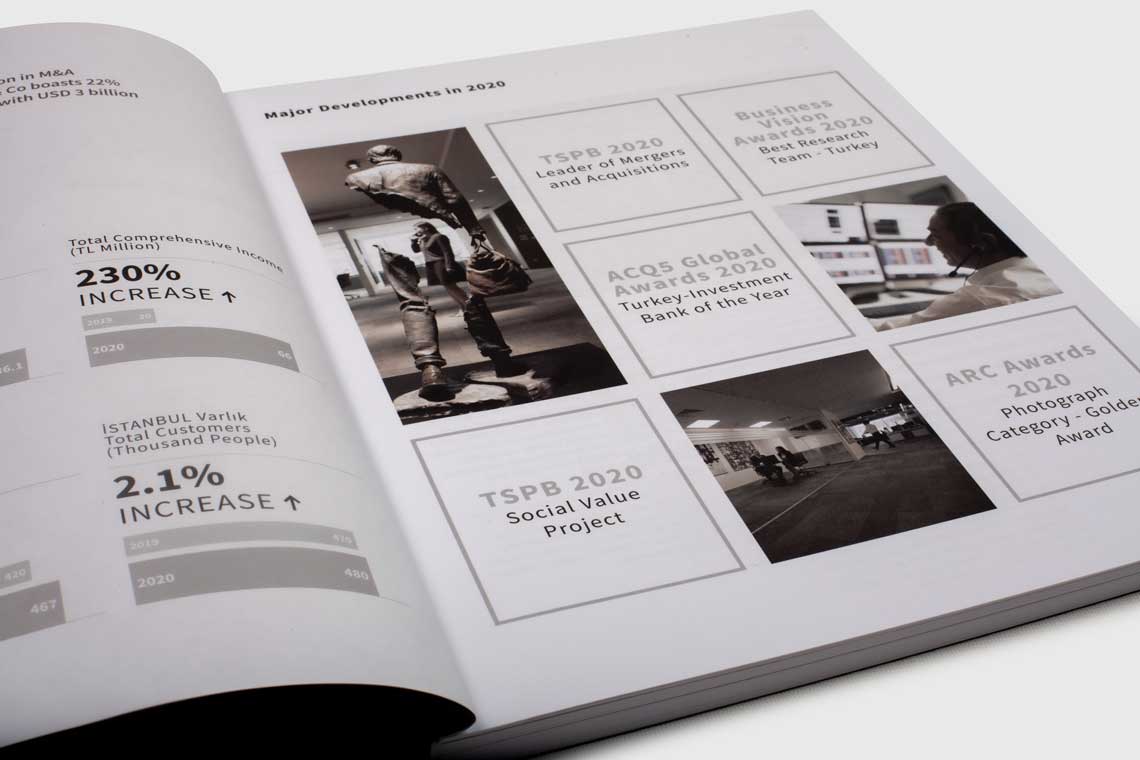 on in M&A
Co boasts 22%
with USD 3 billion
Total Comprehensive Income
(TL Million)
230%
INCREASE ↑
2019 20
2020 66
36.1
İSTANBUL Varlık
Total Customers
(Thousand People)
2.1%
INCREASE ↑
2019 470
2020 480
420
467
Major Developments in 2020
TSPB 2020
Leader of Mergers
and Acquisitions
Business
Vision
Awards 2020
Best Research
Team - Turkey
ACQ5 Global
Awards 2020
Turkey-Investment
Bank of the Year
ARC Awards
2020
Photograph
Category - Golden
Award
TSPB 2020
Social Value
Project